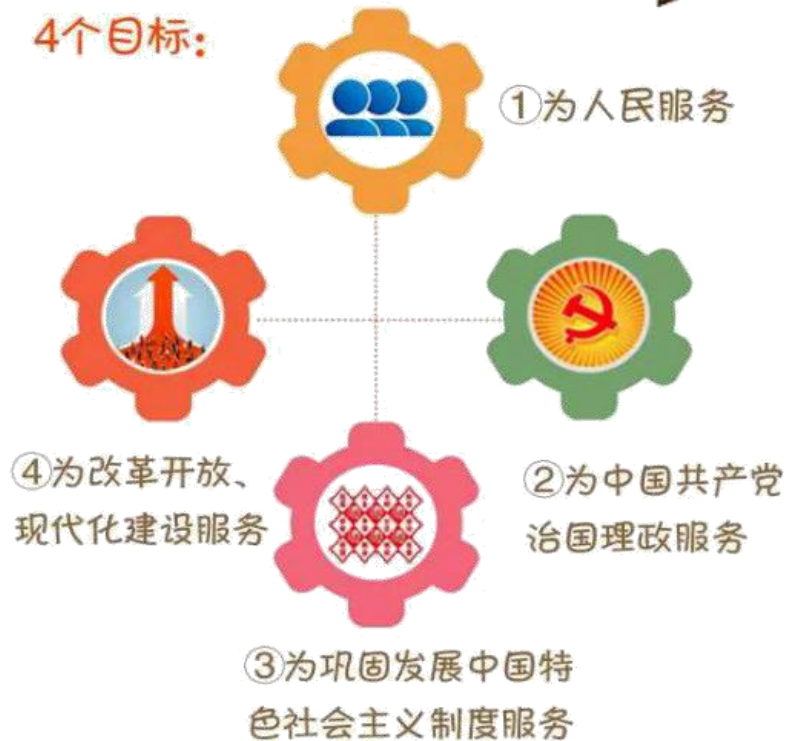 4个目标:
①为人民服务
②为中国共产党
治国理政服务
③为巩固发展中国特
色社会主义制度服务
④为改革开放、
现代化建设服务